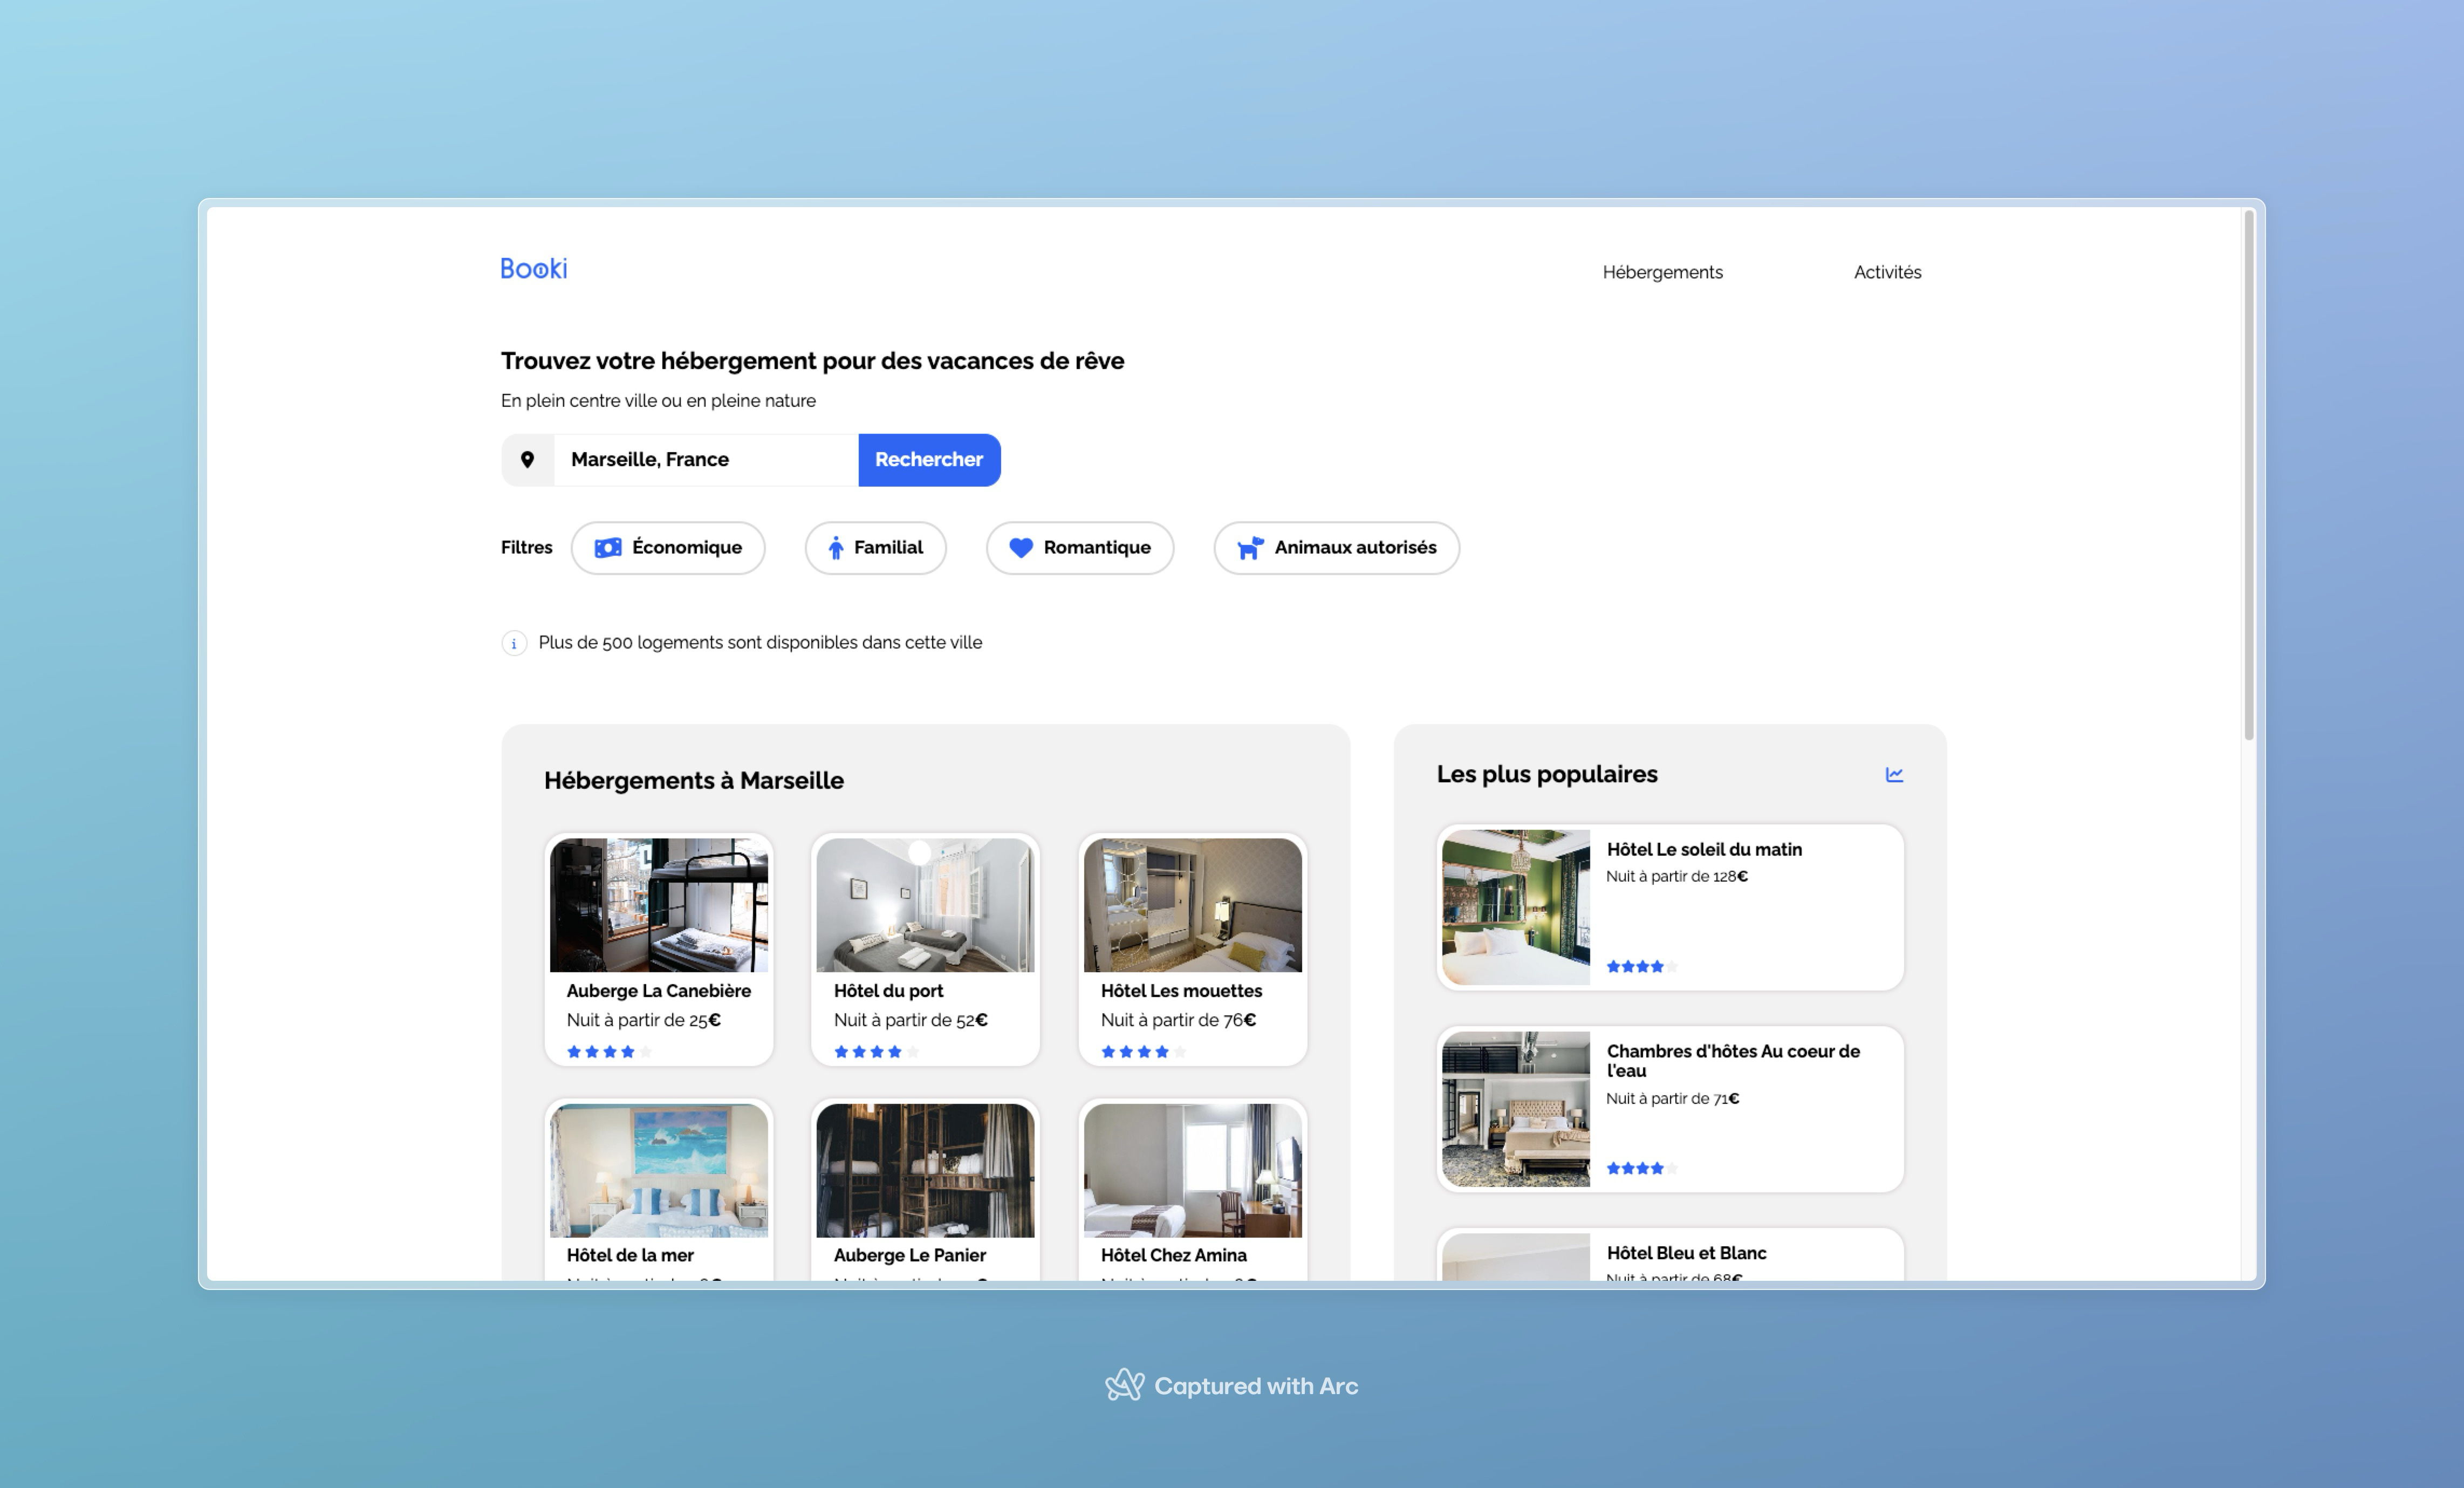 Booki
Hébergements
Activités
Trouvez votre hébergement pour des vacances de rêve
En plein centre ville ou en pleine nature
Marseille, France
Rechercher
Filtres
Économique
Familial
Romantique
Animaux autorisés
Plus de 500 logements sont disponibles dans cette ville
Hébergements à Marseille
Auberge La Canebière
Nuit à partir de 25€
Hôtel du port
Nuit à partir de 52€
Hôtel Les mouettes
Nuit à partir de 76€
Hôtel de la mer
Auberge Le Panier
Hôtel Chez Amina
Les plus populaires
Hôtel Le soleil du matin
Nuit à partir de 128€
Chambres d'hôtes Au coeur de
l'eau
Nuit à partir de 71€
Hôtel Bleu et Blanc
Nuit à partir de 68€
Captured with Arc